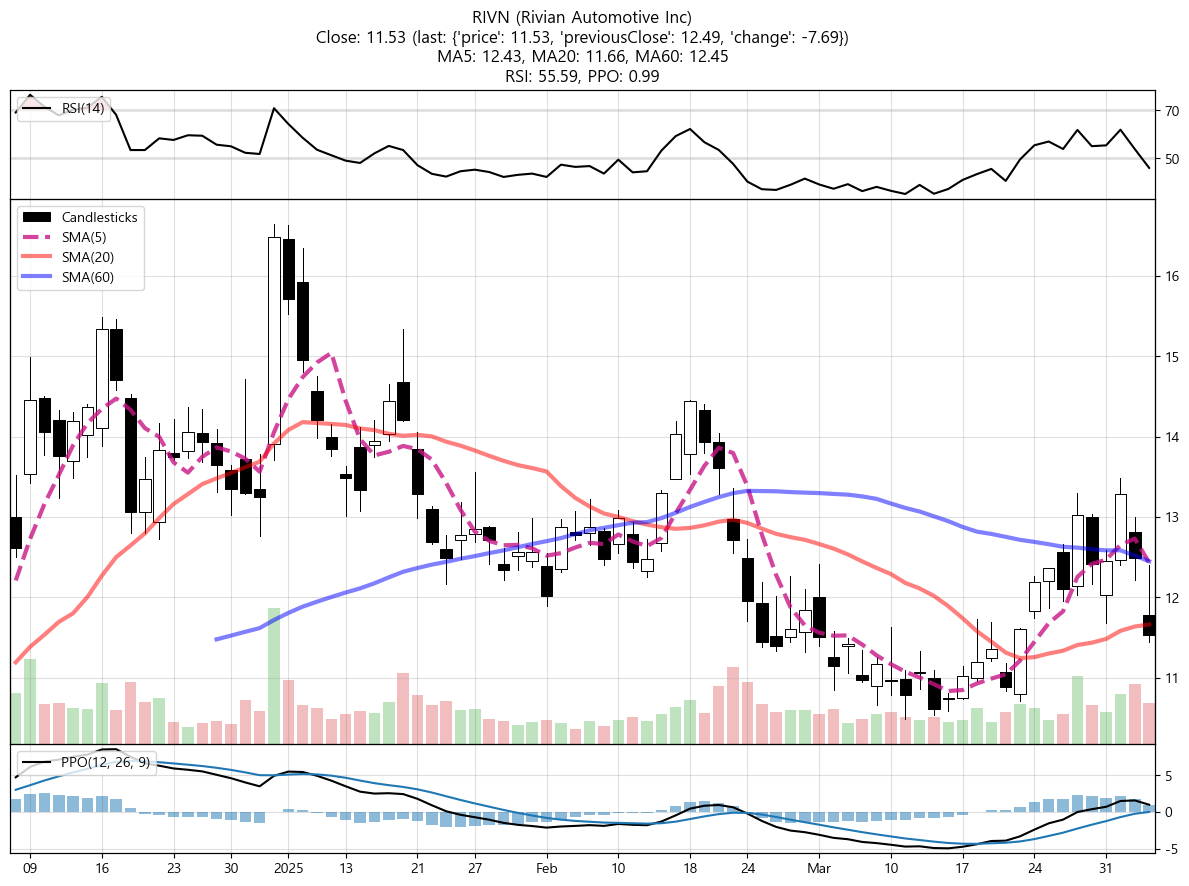 RIVN (Rivian Automotive Inc)
Close: 11.53 (last: {'price': 11.53, 'previousClose': 12.49, 'change': -7.69})
MA5: 12.43, MA20: 11.66, MA60: 12.45
RSI: 55.59, PPO: 0.99
RSI(14)
70
50
Candlesticks
SMA(5)
SMA(20)
SMA(60)
16
15
14
13
12
11
PPO(12, 26, 9)
5
0
-5
09 16 23 30 2025 13 21 27 Feb 10 18 24 Mar 10 17 24 31